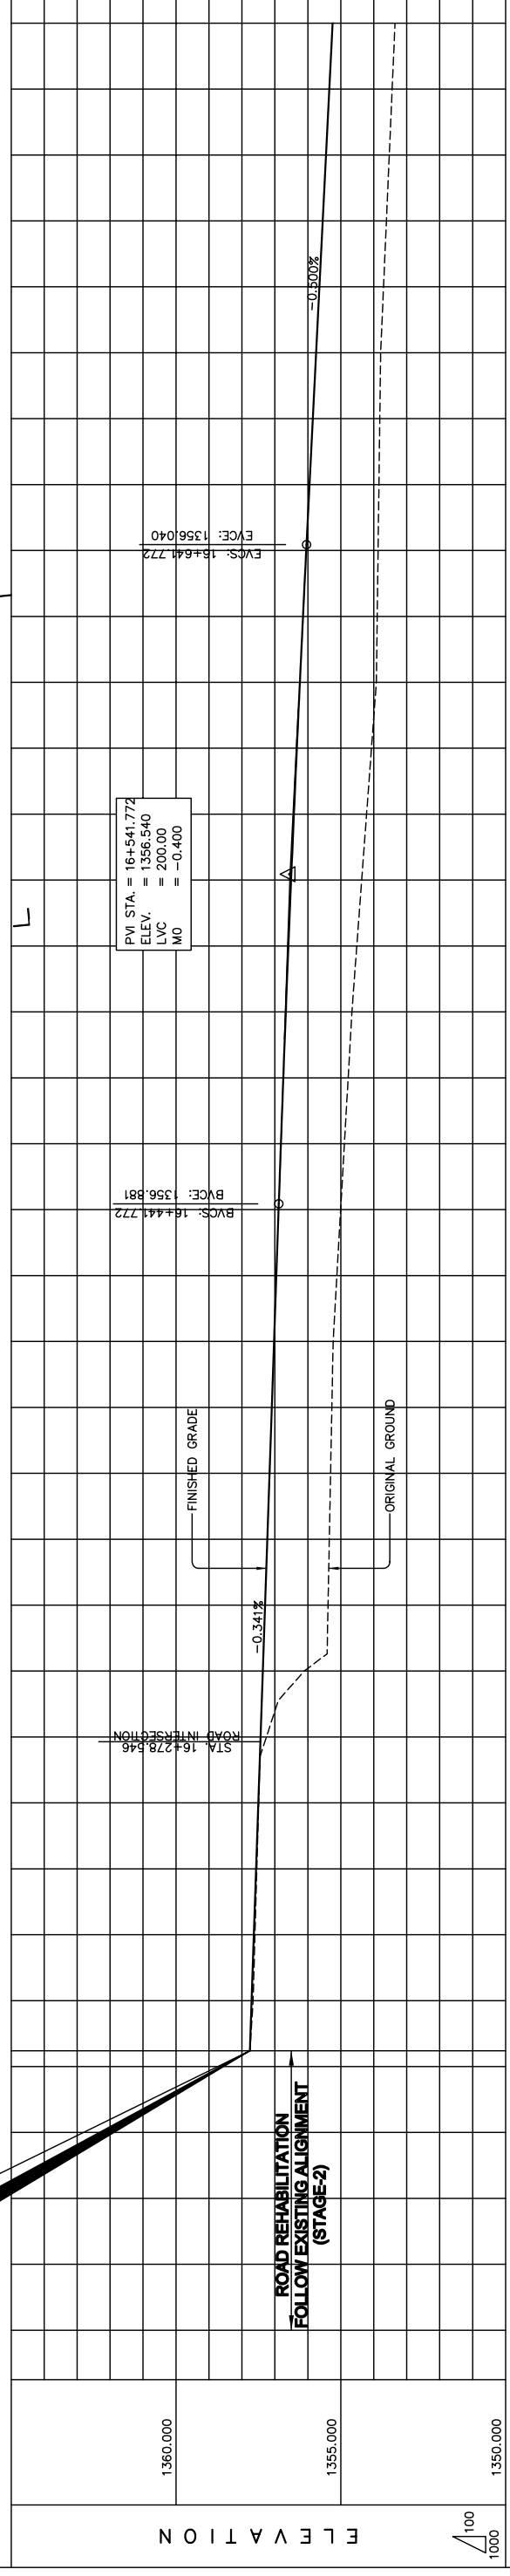 ELEVATION
1360.000
1355.000
1350.000
100
1000
ROAD REHABILITATION
FOLLOW EXISTING ALIGNMENT
(STAGE-2)
STA. 16+278.546
ROAD INTERSECTION
-0.341%
FINISHED GRADE
ORIGINAL GROUND
BVCS: 16+441.772
BVCE: 1356.881
PVI STA. = 16+541.772
ELEV. = 1356.540
LVC = 200.00
MO = -0.400
EVCS: 16+641.772
EVCE: 1356.040
-0.500%